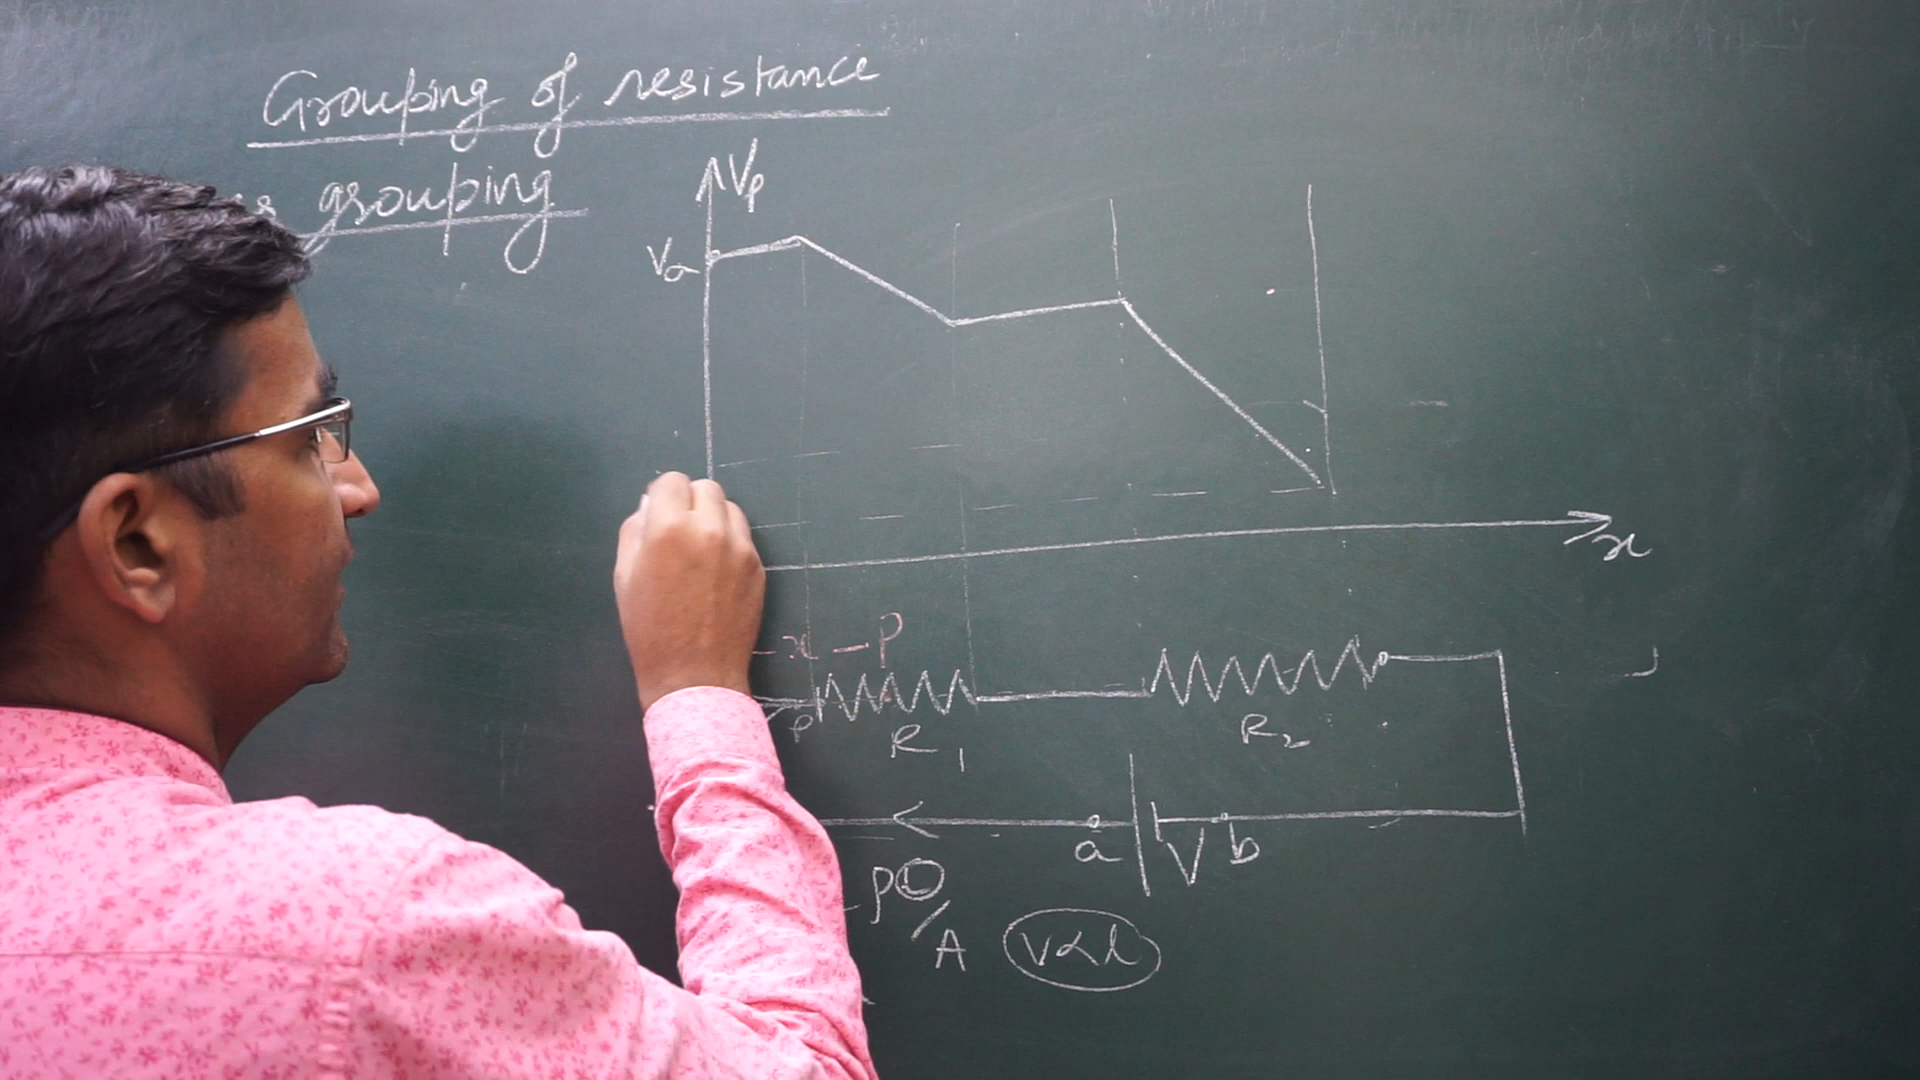 Grouping of resistance
grouping
Vp
Va
x
- x - P
P
R1
R2
a
V
b
ρl/A
V∝l